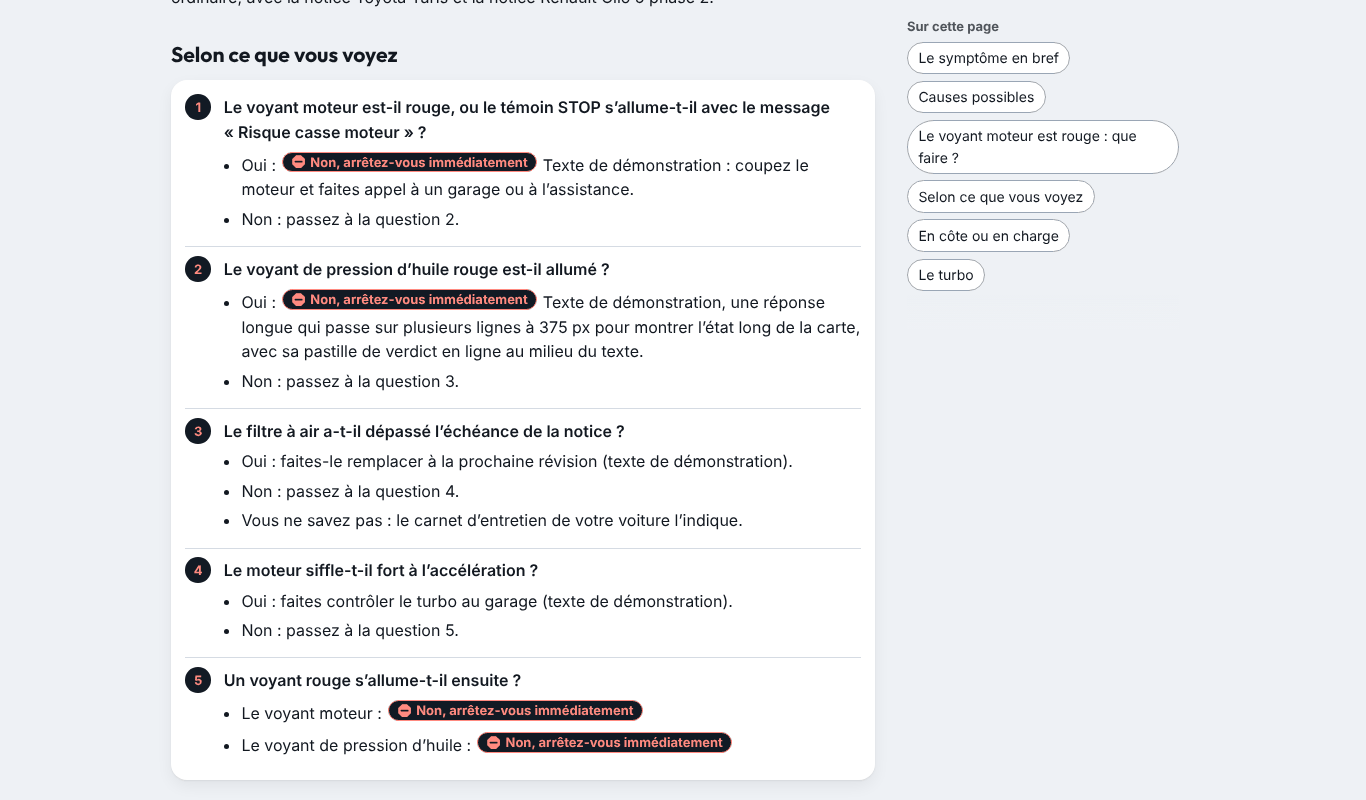 Selon ce que vous voyez
1 Le voyant moteur est-il rouge, ou le témoin STOP s’allume-t-il avec le message
« Risque casse moteur » ?
• Oui : Non, arrêtez-vous immédiatement Texte de démonstration : coupez le
moteur et faites appel à un garage ou à l’assistance.
• Non : passez à la question 2.
2 Le voyant de pression d’huile rouge est-il allumé ?
• Oui : Non, arrêtez-vous immédiatement Texte de démonstration, une réponse
longue qui passe sur plusieurs lignes à 375 px pour montrer l’état long de la carte,
avec sa pastille de verdict en ligne au milieu du texte.
• Non : passez à la question 3.
3 Le filtre à air a-t-il dépassé l’échéance de la notice ?
• Oui : faites-le remplacer à la prochaine révision (texte de démonstration).
• Non : passez à la question 4.
• Vous ne savez pas : le carnet d’entretien de votre voiture l’indique.
4 Le moteur siffle-t-il fort à l’accélération ?
• Oui : faites contrôler le turbo au garage (texte de démonstration).
• Non : passez à la question 5.
5 Un voyant rouge s’allume-t-il ensuite ?
• Le voyant moteur : Non, arrêtez-vous immédiatement
• Le voyant de pression d’huile : Non, arrêtez-vous immédiatement
Sur cette page
Le symptôme en bref
Causes possibles
Le voyant moteur est rouge : que
faire ?
Selon ce que vous voyez
En côte ou en charge
Le turbo